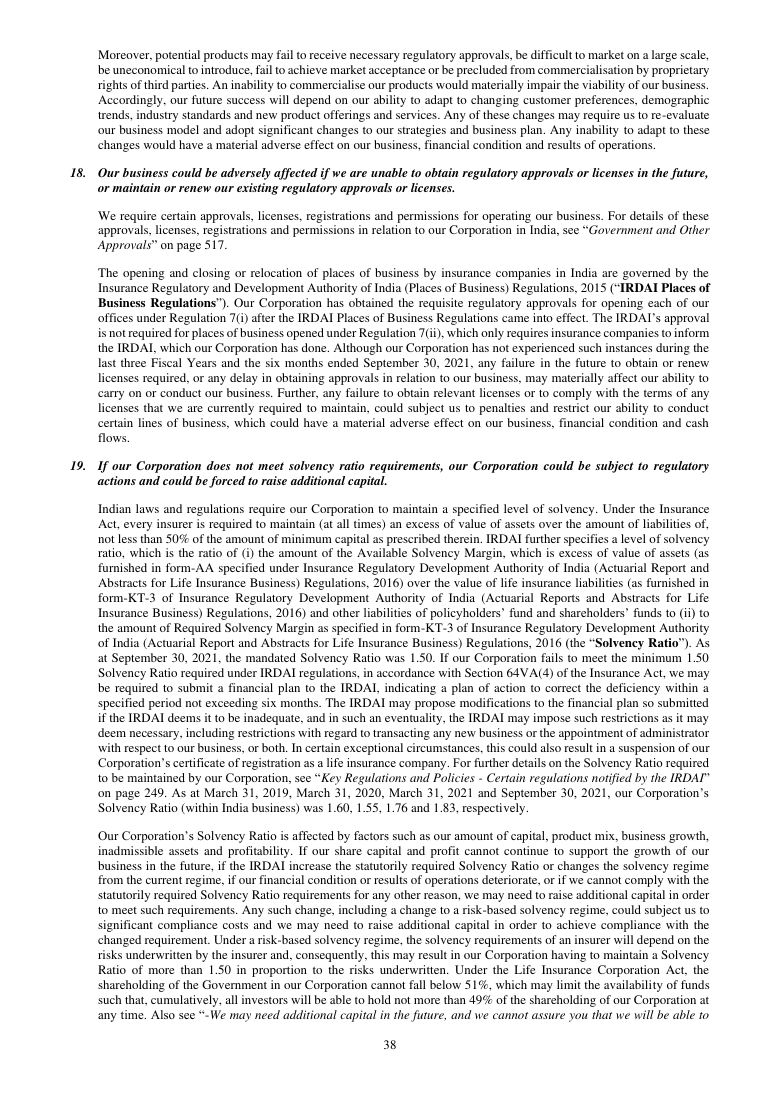 Moreover, potential products may fail to receive necessary regulatory approvals, be difficult to market on a large scale,
be uneconomical to introduce, fail to achieve market acceptance or be precluded from commercialisation by proprietary
rights of third parties. An inability to commercialise our products would materially impair the viability of our business.
Accordingly, our future success will depend on our ability to adapt to changing customer preferences, demographic
trends, industry standards and new product offerings and services. Any of these changes may require us to re-evaluate
our business model and adopt significant changes to our strategies and business plan. Any inability to adapt to these
changes would have a material adverse effect on our business, financial condition and results of operations.
18. Our business could be adversely affected if we are unable to obtain regulatory approvals or licenses in the future,
or maintain or renew our existing regulatory approvals or licenses.
We require certain approvals, licenses, registrations and permissions for operating our business. For details of these
approvals, licenses, registrations and permissions in relation to our Corporation in India, see “Government and Other
Approvals” on page 517.
The opening and closing or relocation of places of business by insurance companies in India are governed by the
Insurance Regulatory and Development Authority of India (Places of Business) Regulations, 2015 (“IRDAI Places of
Business Regulations”). Our Corporation has obtained the requisite regulatory approvals for opening each of our
offices under Regulation 7(i) after the IRDAI Places of Business Regulations came into effect. The IRDAI’s approval
is not required for places of business opened under Regulation 7(ii), which only requires insurance companies to inform
the IRDAI, which our Corporation has done. Although our Corporation has not experienced such instances during the
last three Fiscal Years and the six months ended September 30, 2021, any failure in the future to obtain or renew
licenses required, or any delay in obtaining approvals in relation to our business, may materially affect our ability to
carry on or conduct our business. Further, any failure to obtain relevant licenses or to comply with the terms of any
licenses that we are currently required to maintain, could subject us to penalties and restrict our ability to conduct
certain lines of business, which could have a material adverse effect on our business, financial condition and cash
flows.
19. If our Corporation does not meet solvency ratio requirements, our Corporation could be subject to regulatory
actions and could be forced to raise additional capital.
Indian laws and regulations require our Corporation to maintain a specified level of solvency. Under the Insurance
Act, every insurer is required to maintain (at all times) an excess of value of assets over the amount of liabilities of,
not less than 50% of the amount of minimum capital as prescribed therein. IRDAI further specifies a level of solvency
ratio, which is the ratio of (i) the amount of the Available Solvency Margin, which is excess of value of assets (as
furnished in form-AA specified under Insurance Regulatory Development Authority of India (Actuarial Report and
Abstracts for Life Insurance Business) Regulations, 2016) over the value of life insurance liabilities (as furnished in
form-KT-3 of Insurance Regulatory Development Authority of India (Actuarial Reports and Abstracts for Life
Insurance Business) Regulations, 2016) and other liabilities of policyholders’ fund and shareholders’ funds to (ii) to
the amount of Required Solvency Margin as specified in form-KT-3 of Insurance Regulatory Development Authority
of India (Actuarial Report and Abstracts for Life Insurance Business) Regulations, 2016 (the “Solvency Ratio”). As
at September 30, 2021, the mandated Solvency Ratio was 1.50. If our Corporation fails to meet the minimum 1.50
Solvency Ratio required under IRDAI regulations, in accordance with Section 64VA(4) of the Insurance Act, we may
be required to submit a financial plan to the IRDAI, indicating a plan of action to correct the deficiency within a
specified period not exceeding six months. The IRDAI may propose modifications to the financial plan so submitted
if the IRDAI deems it to be inadequate, and in such an eventuality, the IRDAI may impose such restrictions as it may
deem necessary, including restrictions with regard to transacting any new business or the appointment of administrator
with respect to our business, or both. In certain exceptional circumstances, this could also result in a suspension of our
Corporation’s certificate of registration as a life insurance company. For further details on the Solvency Ratio required
to be maintained by our Corporation, see “Key Regulations and Policies - Certain regulations notified by the IRDAI”
on page 249. As at March 31, 2019, March 31, 2020, March 31, 2021 and September 30, 2021, our Corporation’s
Solvency Ratio (within India business) was 1.60, 1.55, 1.76 and 1.83, respectively.
Our Corporation’s Solvency Ratio is affected by factors such as our amount of capital, product mix, business growth,
inadmissible assets and profitability. If our share capital and profit cannot continue to support the growth of our
business in the future, if the IRDAI increase the statutorily required Solvency Ratio or changes the solvency regime
from the current regime, if our financial condition or results of operations deteriorate, or if we cannot comply with the
statutorily required Solvency Ratio requirements for any other reason, we may need to raise additional capital in order
to meet such requirements. Any such change, including a change to a risk-based solvency regime, could subject us to
significant compliance costs and we may need to raise additional capital in order to achieve compliance with the
changed requirement. Under a risk-based solvency regime, the solvency requirements of an insurer will depend on the
risks underwritten by the insurer and, consequently, this may result in our Corporation having to maintain a Solvency
Ratio of more than 1.50 in proportion to the risks underwritten. Under the Life Insurance Corporation Act, the
shareholding of the Government in our Corporation cannot fall below 51%, which may limit the availability of funds
such that, cumulatively, all investors will be able to hold not more than 49% of the shareholding of our Corporation at
any time. Also see “-We may need additional capital in the future, and we cannot assure you that we will be able to
38